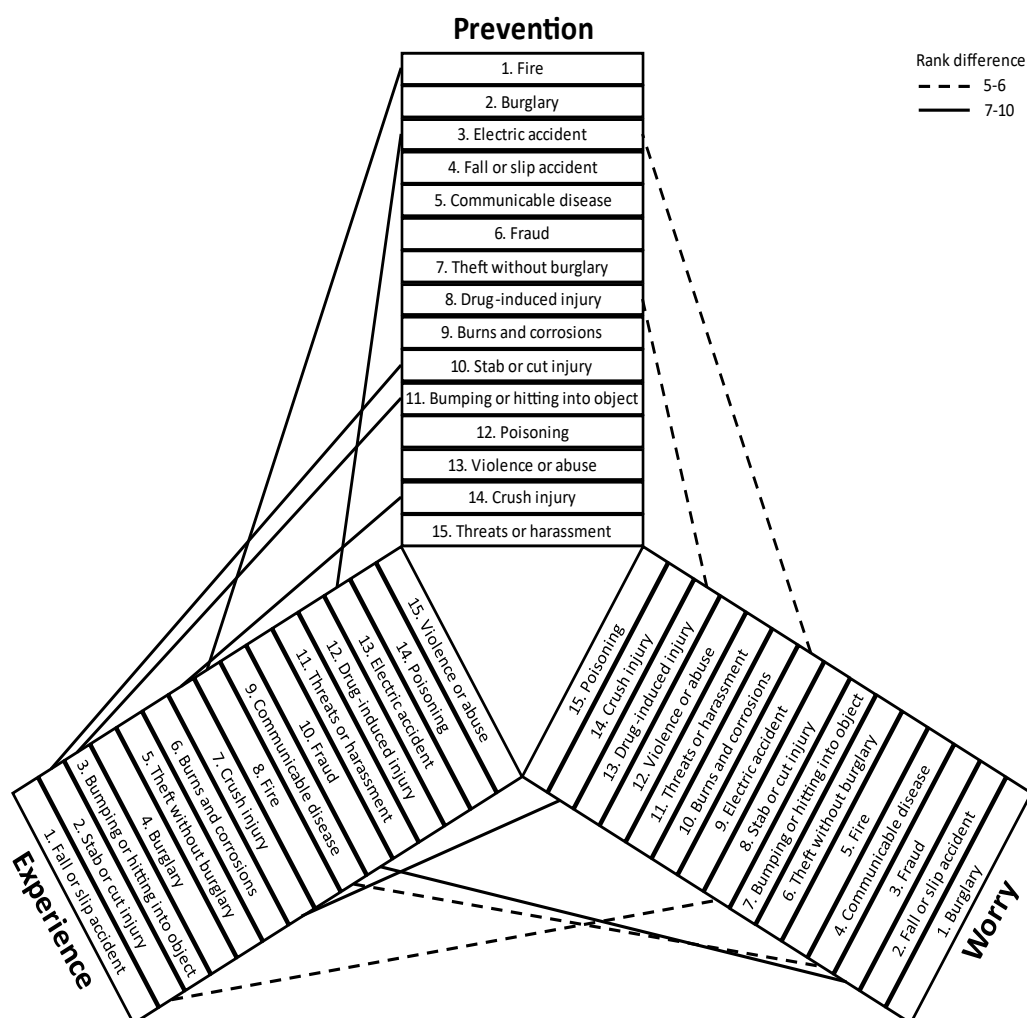 Prevention
Rank difference
5-6
7-10
1. Fire
2. Burglary
3. Electric accident
4. Fall or slip accident
5. Communicable disease
6. Fraud
7. Theft without burglary
8. Drug-induced injury
9. Burns and corrosions
10. Stab or cut injury
11. Bumping or hitting into object
12. Poisoning
13. Violence or abuse
14. Crush injury
15. Threats or harassment
Experience
1. Fall or slip accident
2. Stab or cut injury
3. Bumping or hitting into object
4. Burglary
5. Theft without burglary
6. Burns and corrosions
7. Crush injury
8. Fire
9. Communicable disease
10. Fraud
11. Threats or harassment
12. Drug-induced injury
13. Electric accident
14. Poisoning
15. Violence or abuse
15. Poisoning
14. Crush injury
13. Drug-induced injury
12. Violence or abuse
11. Threats or harassment
10. Burns and corrosions
9. Electric accident
8. Stab or cut injury
7. Bumping or hitting into object
6. Theft without burglary
5. Fire
4. Communicable disease
3. Fraud
2. Fall or slip accident
1. Burglary
Worry